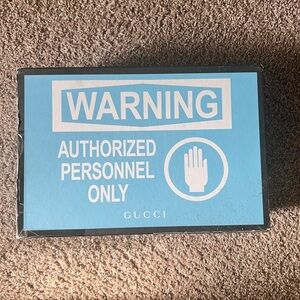 WARNING
AUTHORIZED
PERSONNEL
ONLY
GUCCI